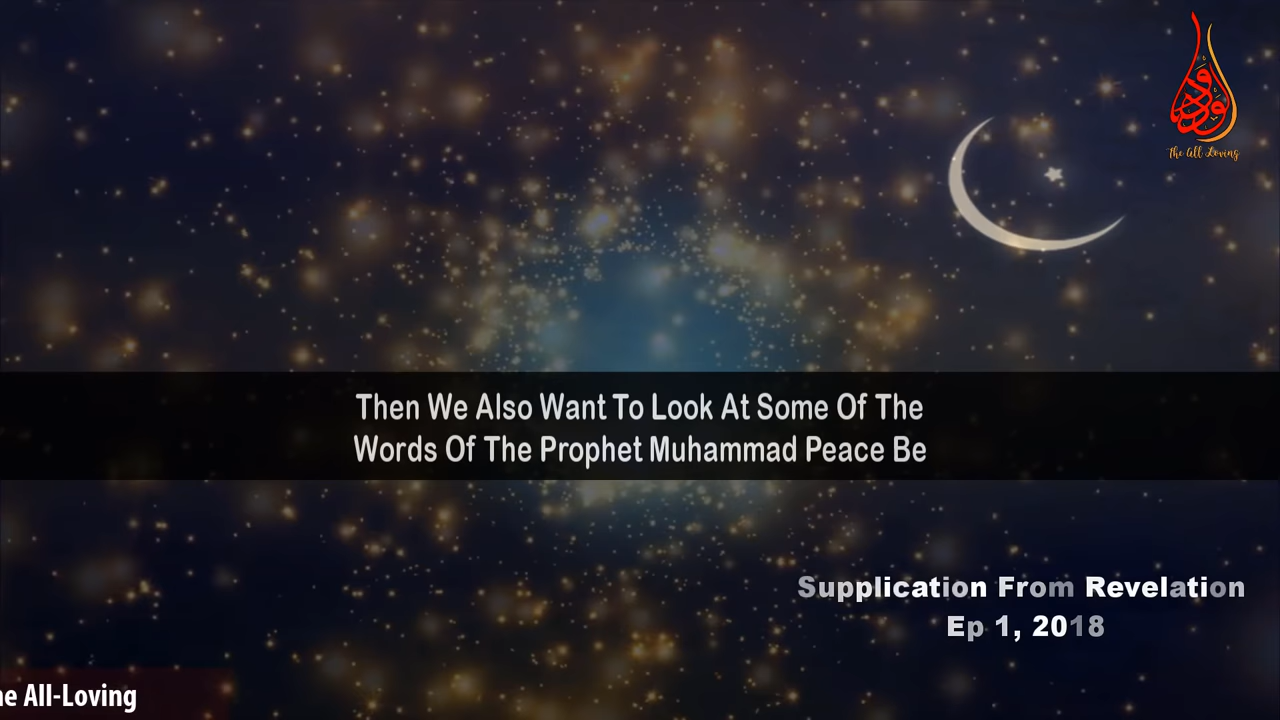 The All Loving
Then We Also Want To Look At Some Of The
Words Of The Prophet Muhammad Peace Be
Supplication From Revelation
Ep 1, 2018
e All-Loving